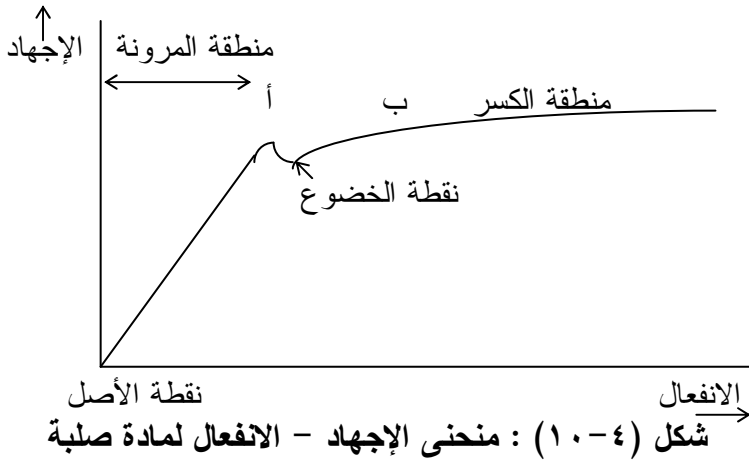 الإجهاد
منطقة المرونة
أ
ب
منطقة الكسر
نقطة الخضوع
نقطة الأصل
الانفعال
شكل (٤-١٠) : منحنى الإجهاد - الانفعال لمادة صلبة